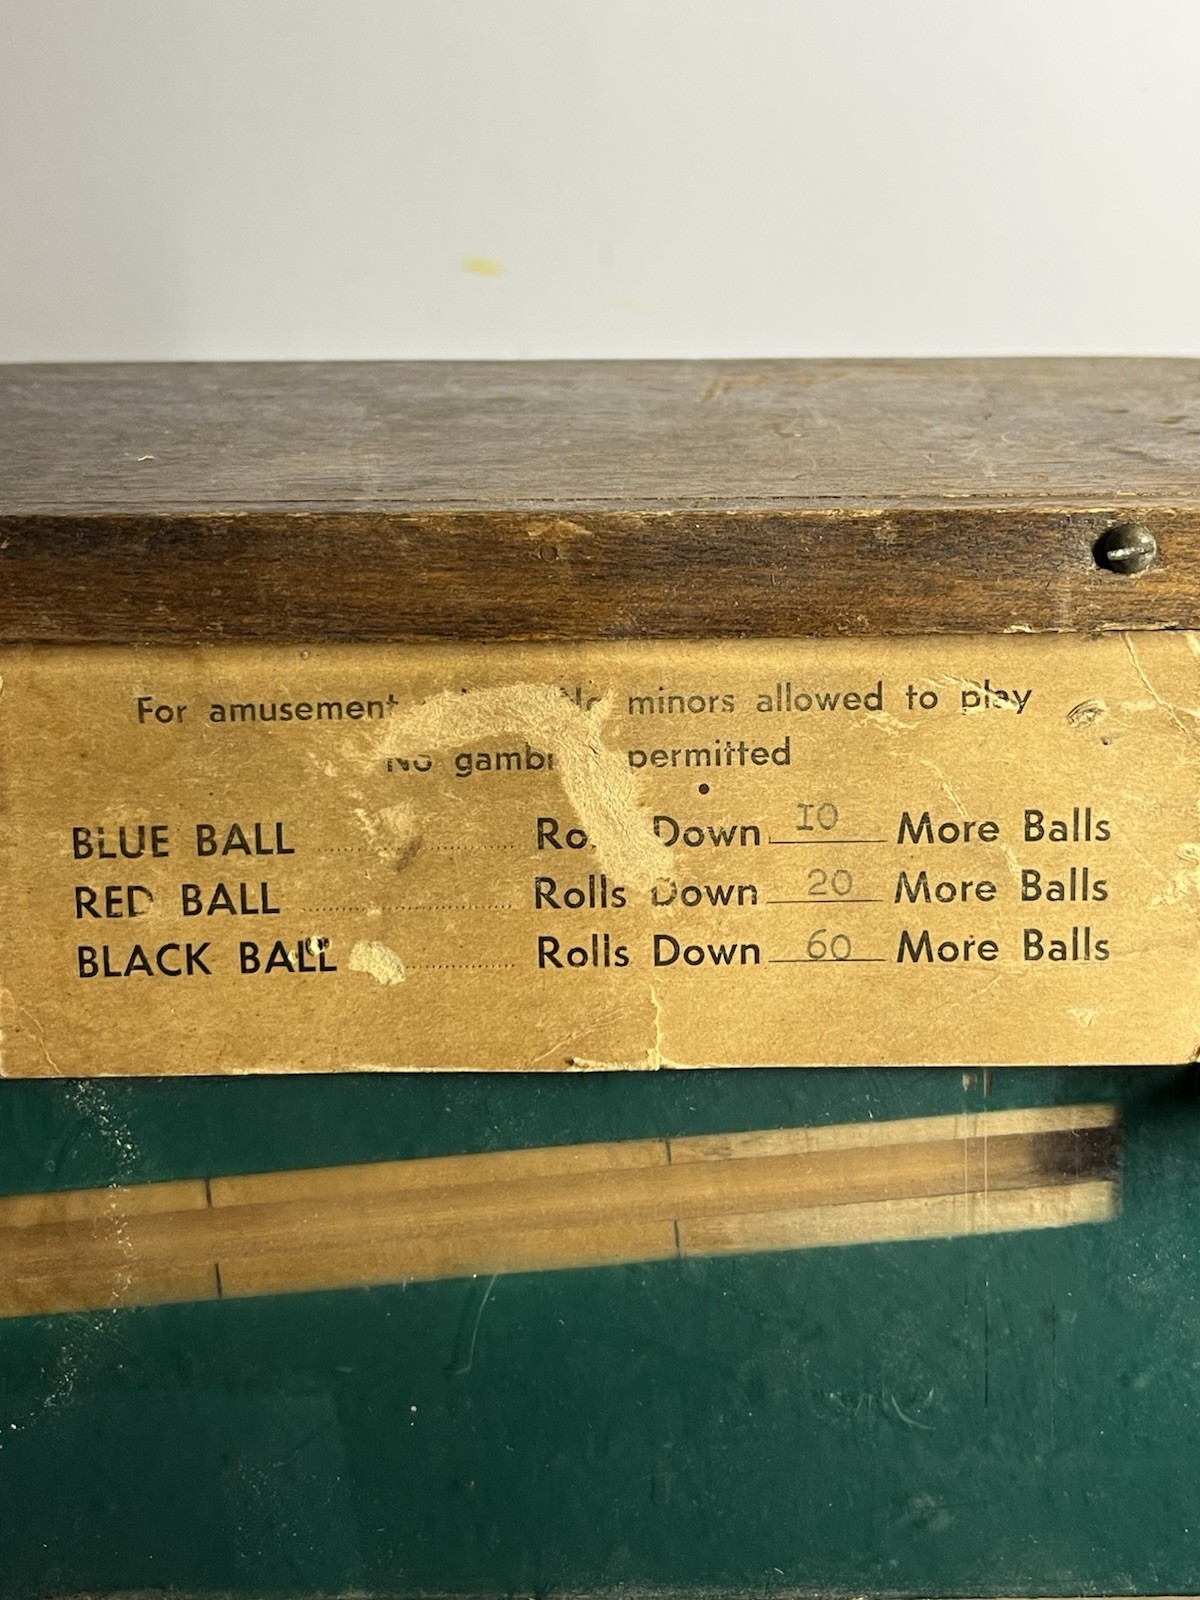 For amusement minors allowed to play
No permitted
BLUE BALL Down 10 More Balls
RED BALL Rolls Down 20 More Balls
BLACK BALL Rolls Down 60 More Balls